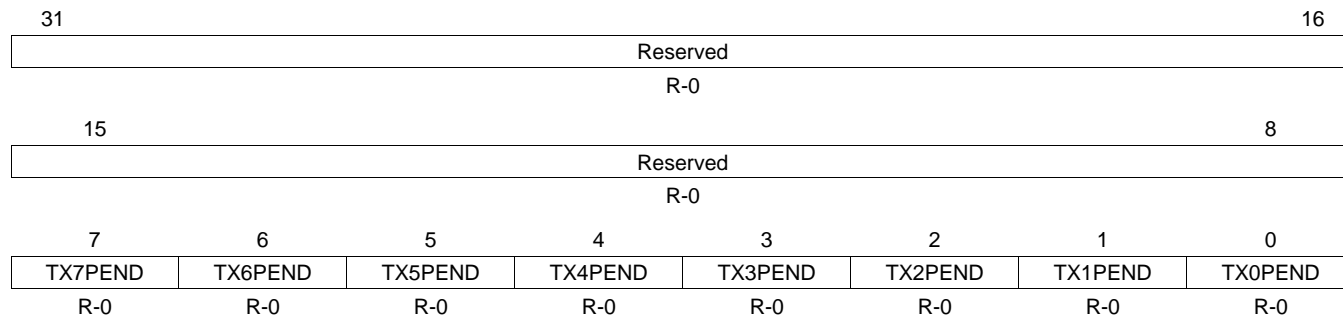 31 16
Reserved
R-0
15 8
Reserved
R-0
7 6 5 4 3 2 1 0
TX7PEND TX6PEND TX5PEND TX4PEND TX3PEND TX2PEND TX1PEND TX0PEND
R-0 R-0 R-0 R-0 R-0 R-0 R-0 R-0